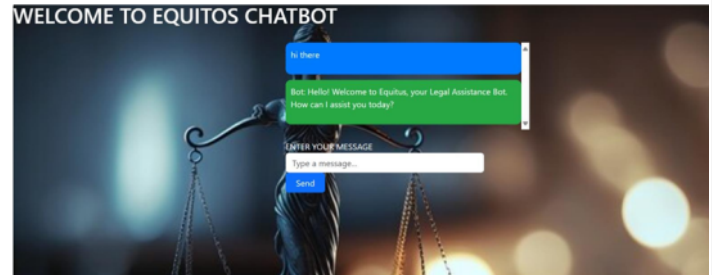 WELCOME TO EQUITOS CHATBOT
hi there
Bot: Hello! Welcome to Equitus, your Legal Assistance Bot.
How can I assist you today?
ENTER YOUR MESSAGE
Type a message...
Send